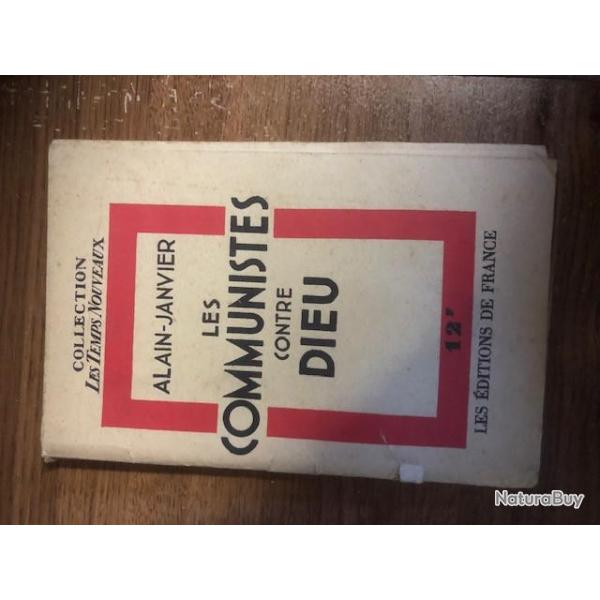 COLLECTION
LES TEMPS NOUVEAUX
ALAIN-JANVIER
LES
COMMUNISTES
CONTRE
DIEU
12F
LES ÉDITIONS DE FRANCE
NaturaBuy